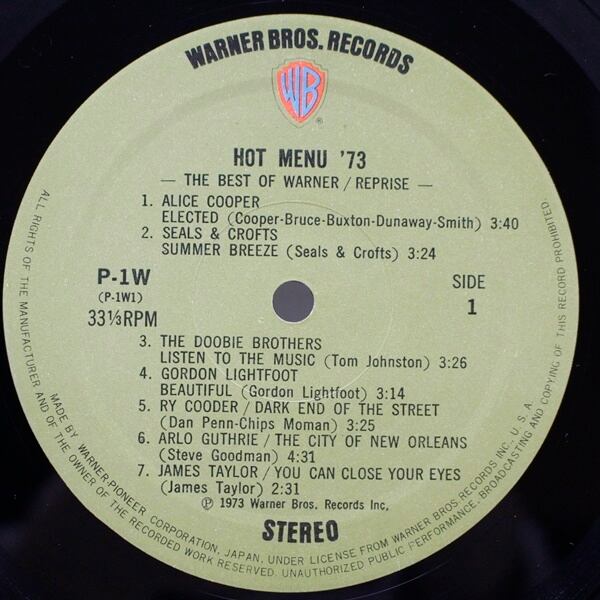 WARNER BROS. RECORDS
WB
®
HOT MENU '73
— THE BEST OF WARNER / REPRISE —
1. ALICE COOPER
ELECTED (Cooper-Bruce-Buxton-Dunaway-Smith) 3:40
2. SEALS & CROFTS
SUMMER BREEZE (Seals & Crofts) 3:24
P-1W
(P-1W1)
33⅓RPM
SIDE
1
3. THE DOOBIE BROTHERS
LISTEN TO THE MUSIC (Tom Johnston) 3:26
4. GORDON LIGHTFOOT
BEAUTIFUL (Gordon Lightfoot) 3:14
5. RY COODER / DARK END OF THE STREET
(Dan Penn-Chips Moman) 3:25
6. ARLO GUTHRIE / THE CITY OF NEW ORLEANS
(Steve Goodman) 4:31
7. JAMES TAYLOR / YOU CAN CLOSE YOUR EYES
(James Taylor) 2:31
Ⓟ 1973 Warner Bros. Records Inc.
STEREO
MADE BY WARNER-PIONEER CORPORATION, JAPAN, UNDER LICENSE FROM WARNER BROS. RECORDS INC., U. S. A.
ALL RIGHTS OF THE MANUFACTURER AND OF THE OWNER OF THE RECORDED WORK RESERVED. UNAUTHORIZED PUBLIC PERFORMANCE, BROADCASTING AND COPYING OF THIS RECORD PROHIBITED